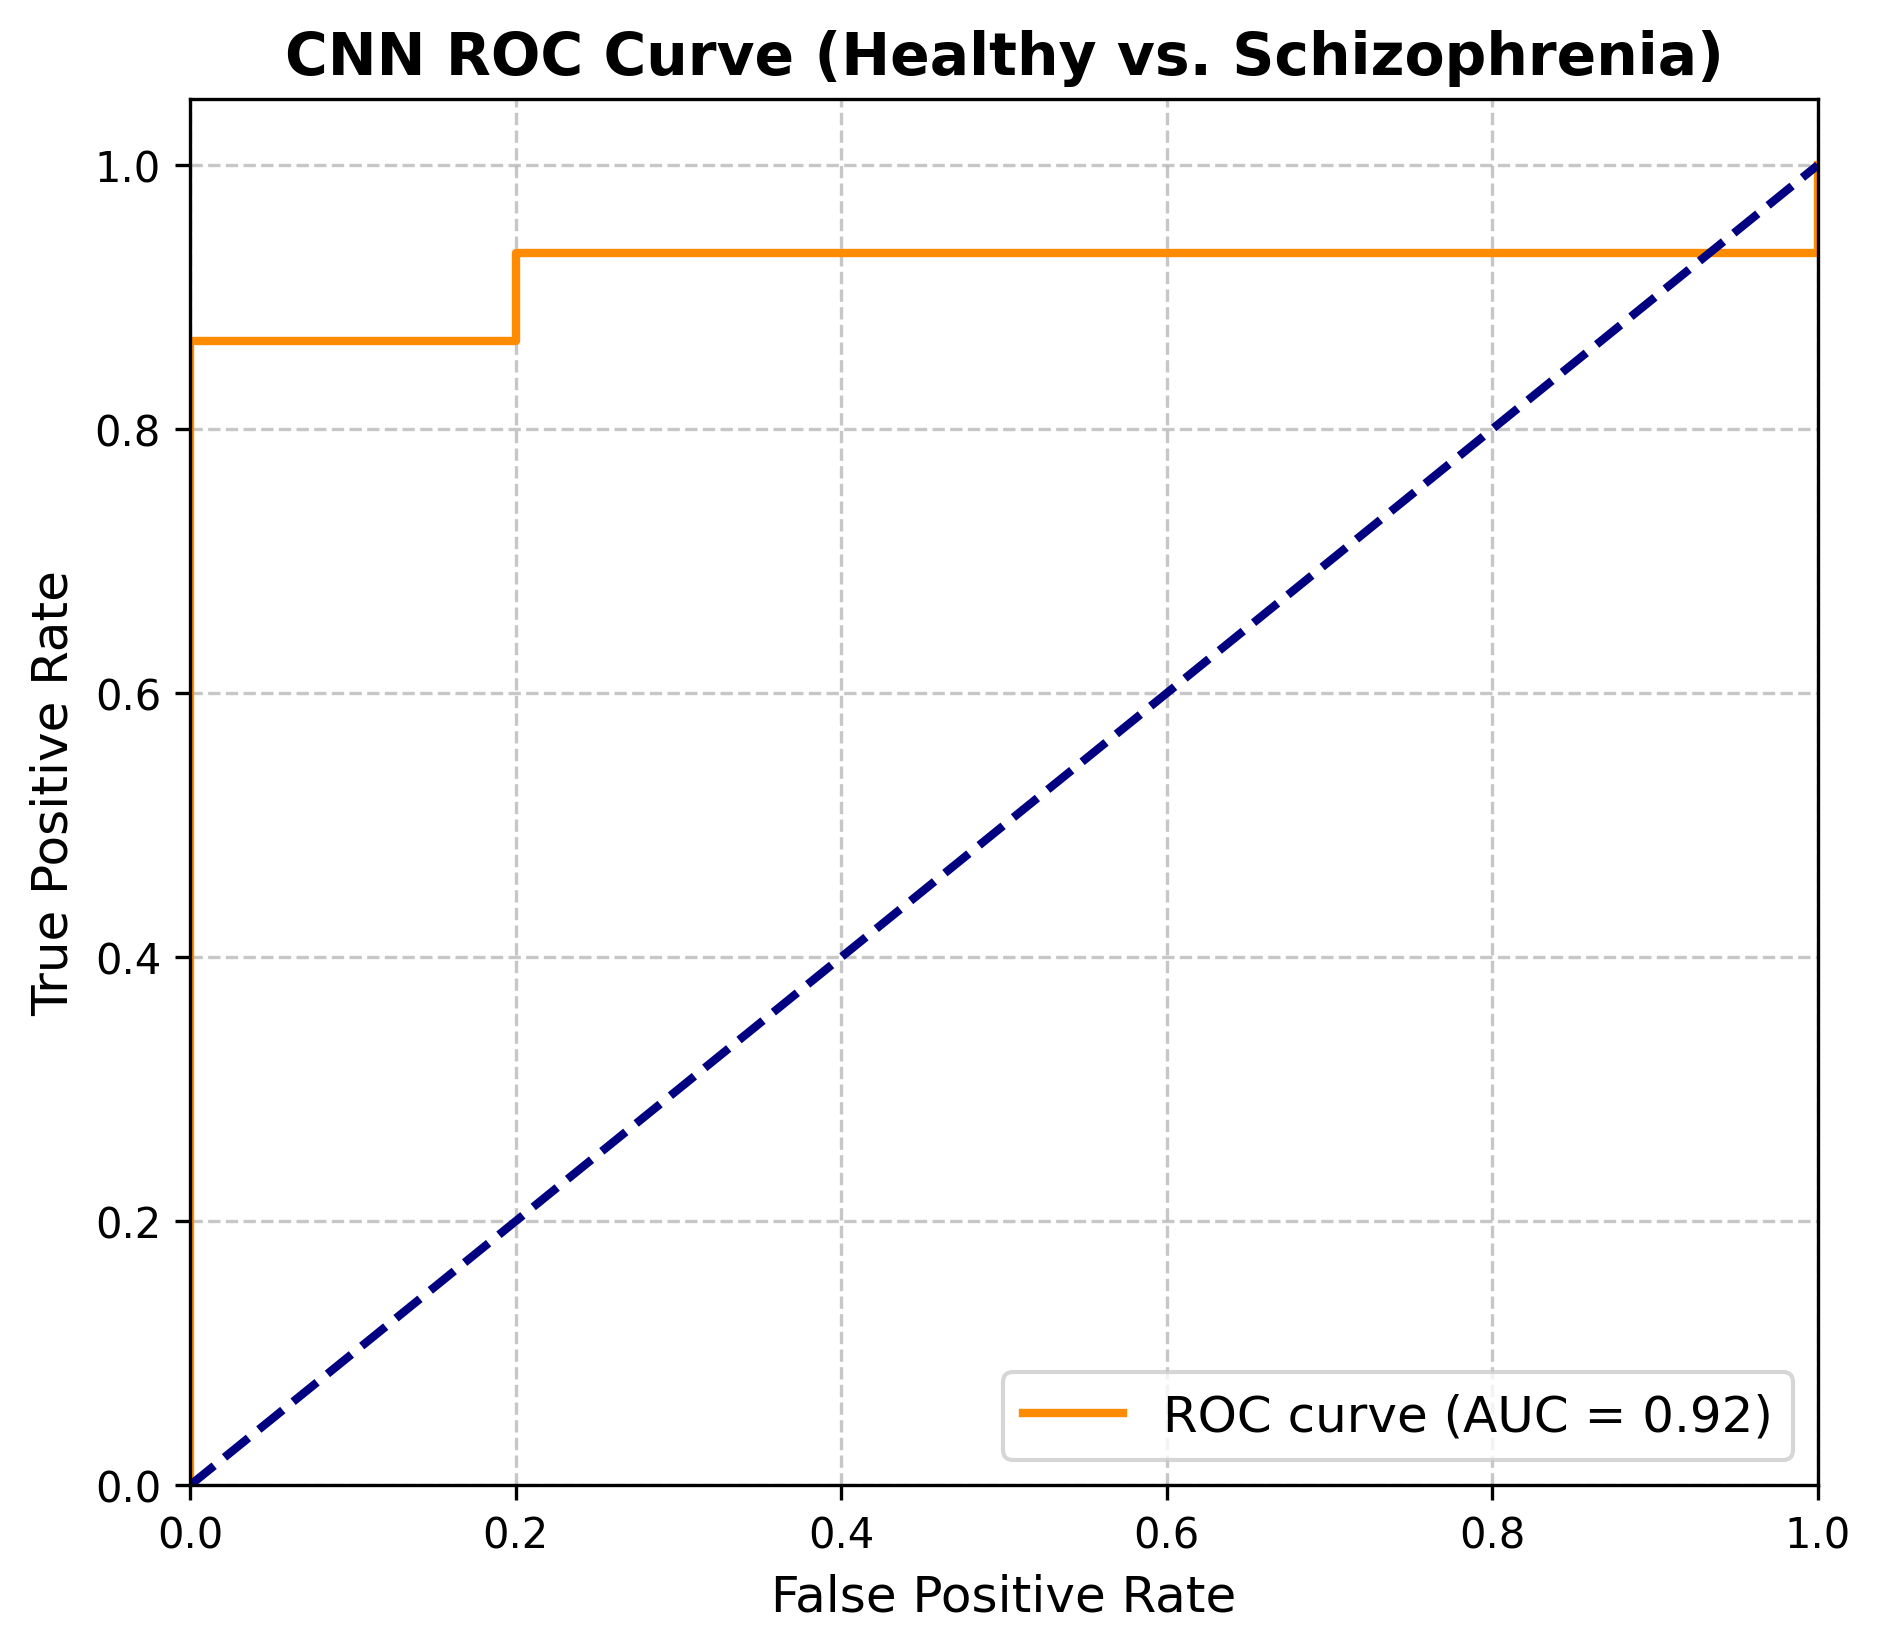 CNN ROC Curve (Healthy vs. Schizophrenia)
True Positive Rate
1.0
0.8
0.6
0.4
0.2
0.0
0.0 0.2 0.4 0.6 0.8 1.0
False Positive Rate
ROC curve (AUC = 0.92)